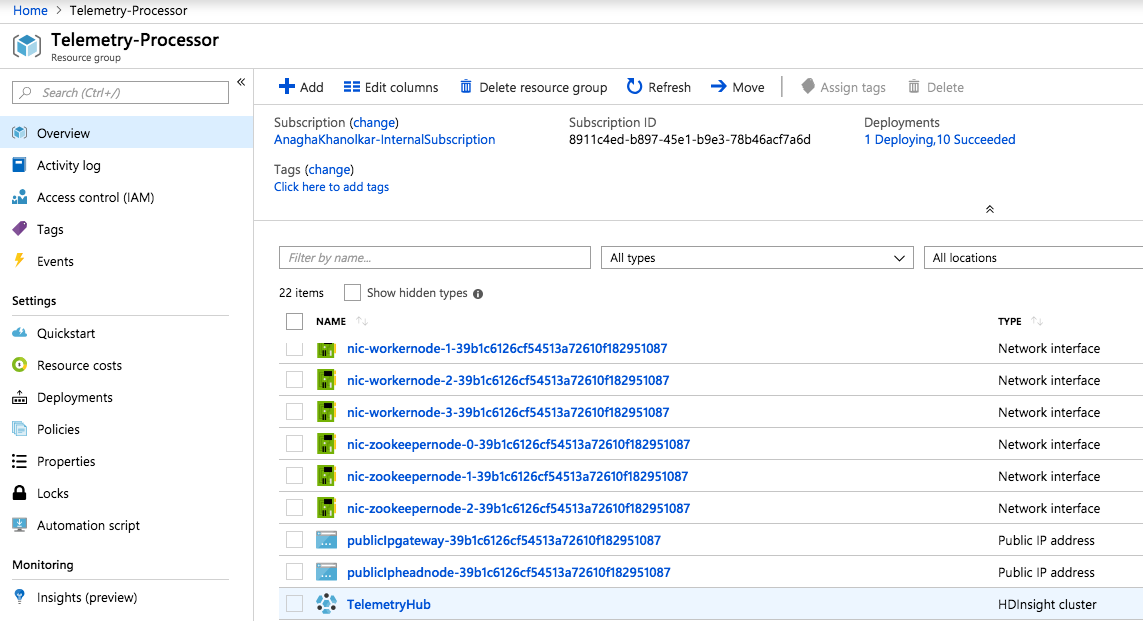 Home > Telemetry-Processor
Telemetry-Processor
Resource group
Search (Ctrl+/)
«
Overview
Activity log
Access control (IAM)
Tags
Events
Settings
Quickstart
Resource costs
Deployments
Policies
Properties
Locks
Automation script
Monitoring
Insights (preview)
Add Edit columns Delete resource group Refresh Move Assign tags Delete
Subscription (change) Subscription ID Deployments
AnaghaKhanolkar-InternalSubscription 8911c4ed-b897-45e1-b9e3-78b46acf7a6d 1 Deploying,10 Succeeded
Tags (change)
Click here to add tags
Filter by name... All types All locations
22 items Show hidden types
NAME TYPE
nic-workernode-1-39b1c6126cf54513a72610f182951087 Network interface
nic-workernode-2-39b1c6126cf54513a72610f182951087 Network interface
nic-workernode-3-39b1c6126cf54513a72610f182951087 Network interface
nic-zookeepernode-0-39b1c6126cf54513a72610f182951087 Network interface
nic-zookeepernode-1-39b1c6126cf54513a72610f182951087 Network interface
nic-zookeepernode-2-39b1c6126cf54513a72610f182951087 Network interface
publicIpgateway-39b1c6126cf54513a72610f182951087 Public IP address
publicIpheadnode-39b1c6126cf54513a72610f182951087 Public IP address
TelemetryHub HDInsight cluster